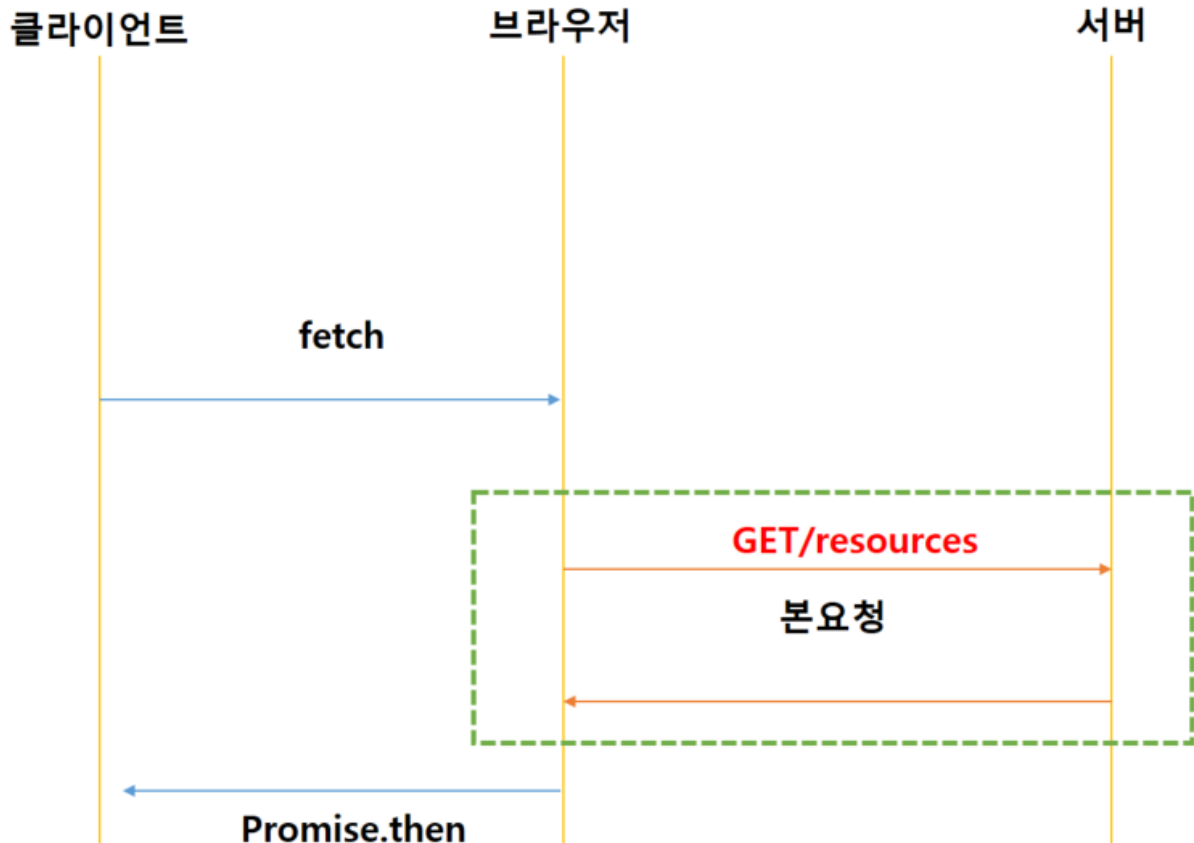 클라이언트
브라우저
서버
fetch
GET/resources
본요청
Promise.then